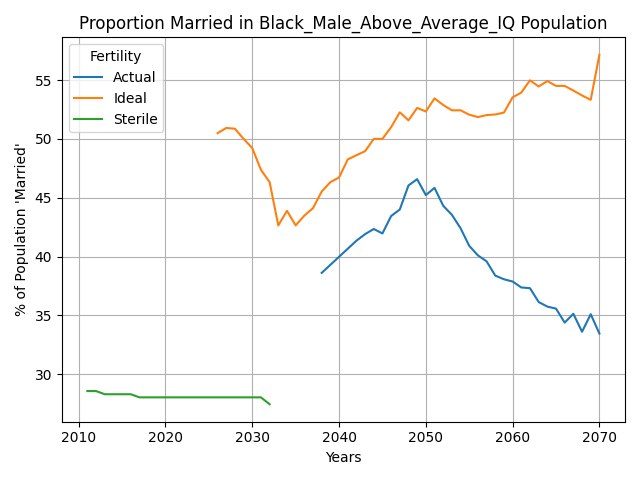 Proportion Married in Black_Male_Above_Average_IQ Population
Fertility
Actual
Ideal
Sterile
% of Population 'Married'
55
50
45
40
35
30
2010 2020 2030 2040 2050 2060 2070
Years